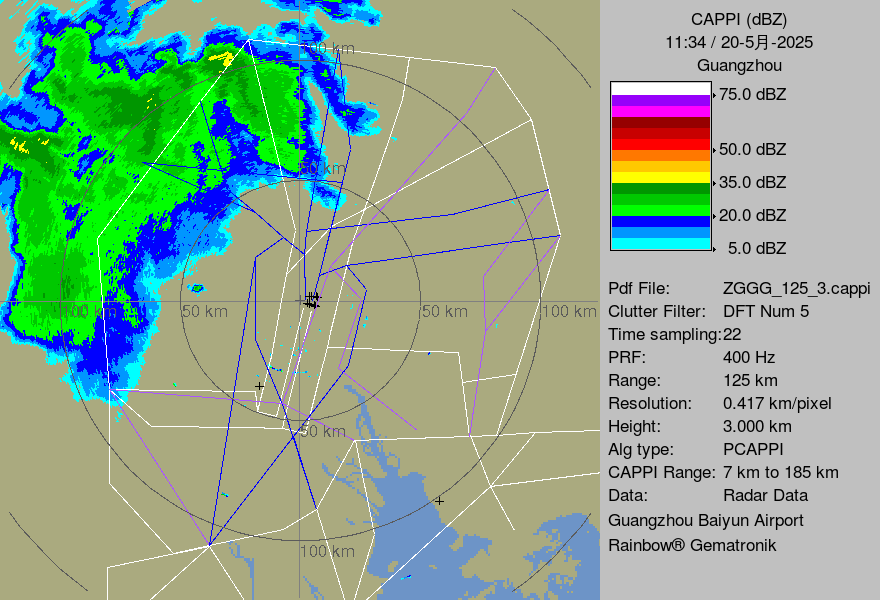 CAPPI (dBZ)
11:34 / 20-5月-2025
Guangzhou
75.0 dBZ
50.0 dBZ
35.0 dBZ
20.0 dBZ
5.0 dBZ
Pdf File: ZGGG_125_3.cappi
Clutter Filter: DFT Num 5
Time sampling:22
PRF: 400 Hz
Range: 125 km
Resolution: 0.417 km/pixel
Height: 3.000 km
Alg type: PCAPPI
CAPPI Range: 7 km to 185 km
Data: Radar Data
Guangzhou Baiyun Airport
Rainbow® Gematronik
100 km
50 km
100 km
50 km
50 km
100 km
50 km
100 km